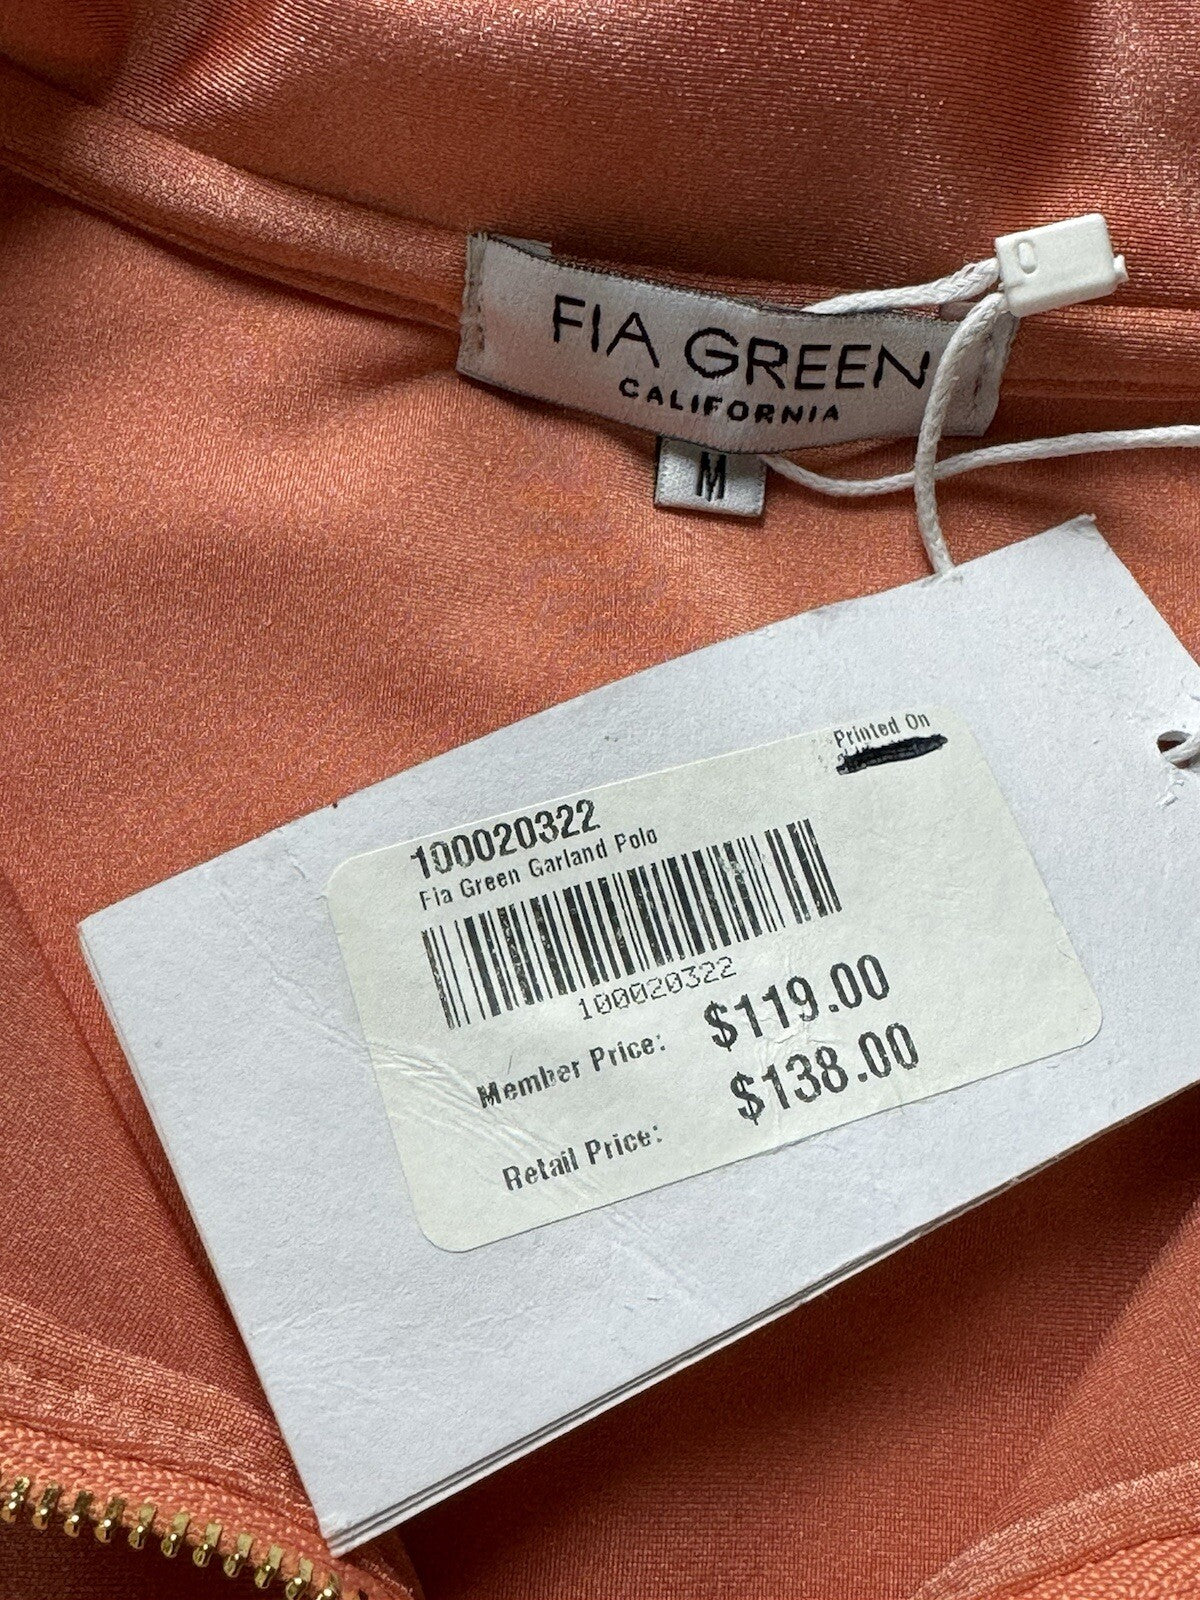 FIA GREEN
CALIFORNIA
M
Printed On
100020322
Fia Green Garland Polo
100020322
Member Price: $119.00
Retail Price: $138.00